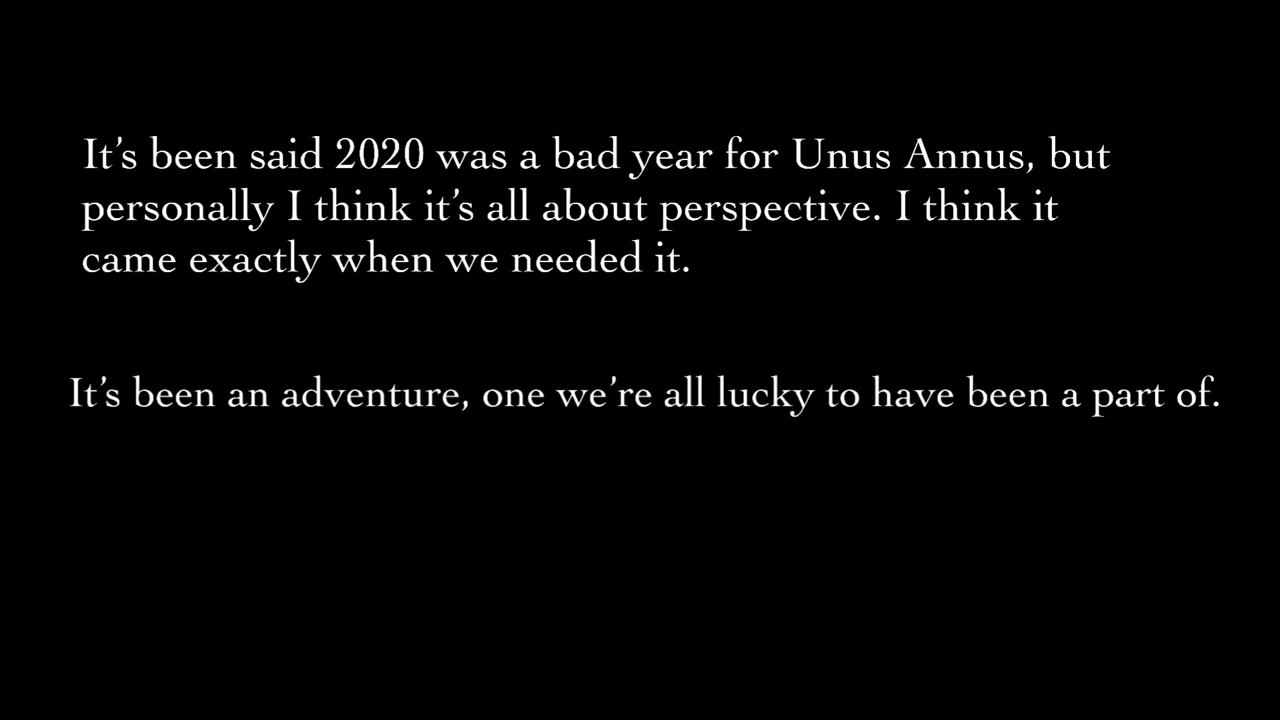 It’s been said 2020 was a bad year for Unus Annus, but
personally I think it’s all about perspective. I think it
came exactly when we needed it.
It’s been an adventure, one we’re all lucky to have been a part of.